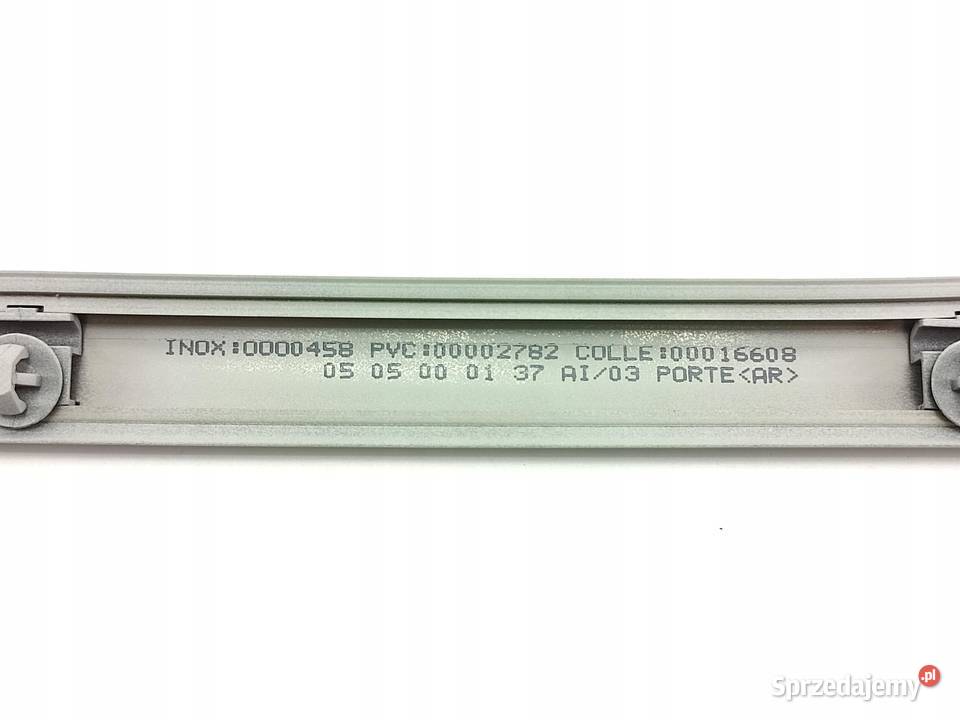 INOX:0000458 PVC:00002782 COLLE:00016608
05 05 00 01 37 AI/03 PORTE<AR>
Sprzedajemy.pl